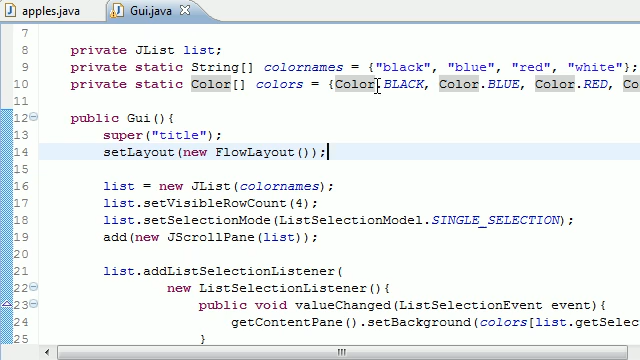 apples.java Gui.java
7
8 private JList list;
9 private static String[] colornames = {"black", "blue", "red", "white"};
10 private static Color[] colors = {Color.BLACK, Color.BLUE, Color.RED, Co
11
12 public Gui(){
13 super("title");
14 setLayout(new FlowLayout());
15
16 list = new JList(colornames);
17 list.setVisibleRowCount(4);
18 list.setSelectionMode(ListSelectionModel.SINGLE_SELECTION);
19 add(new JScrollPane(list));
20
21 list.addListSelectionListener(
22 new ListSelectionListener(){
23 public void valueChanged(ListSelectionEvent event){
24 getContentPane().setBackground(colors[list.getSelec
25 }